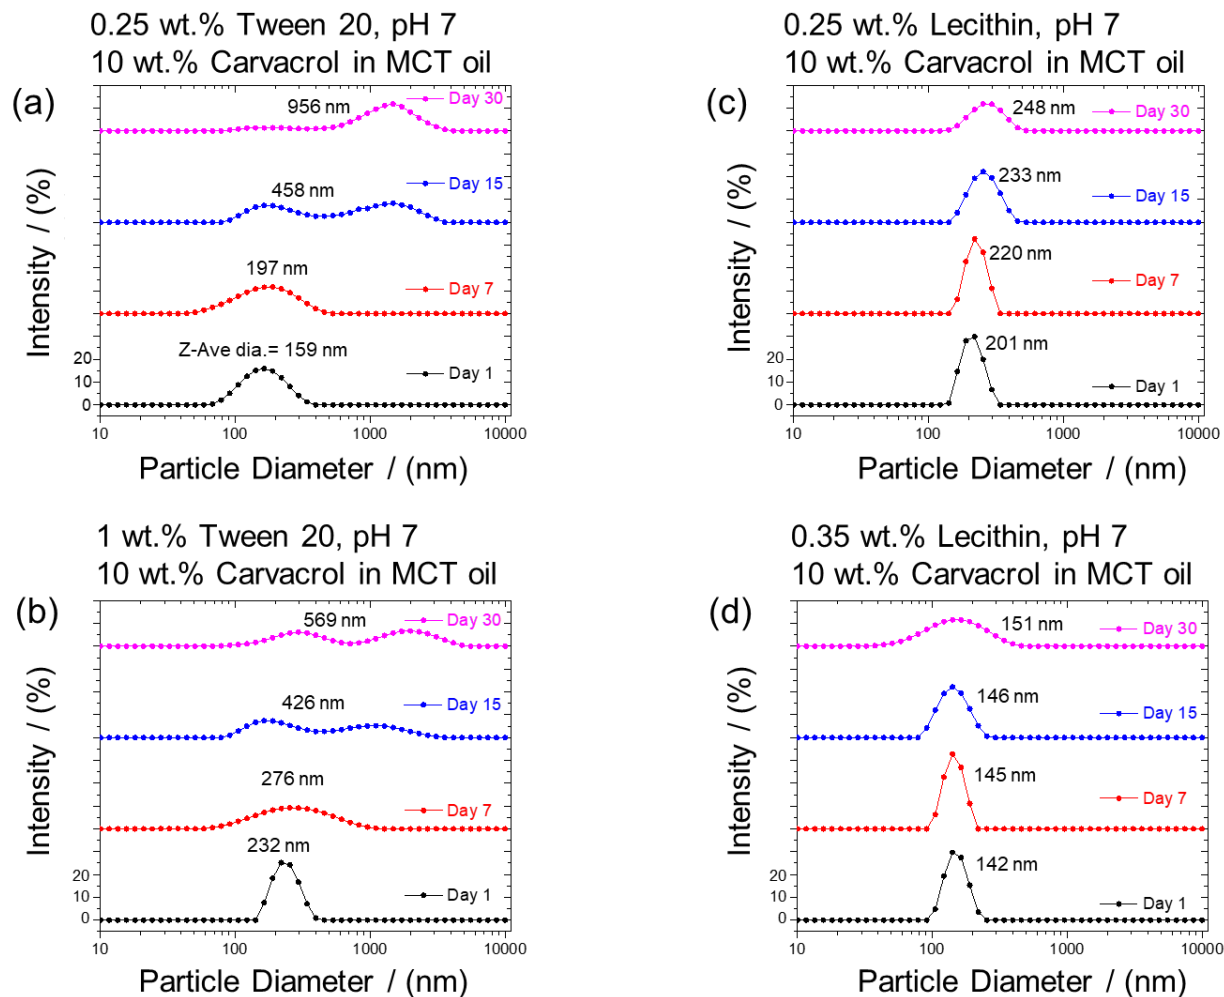 0.25 wt.% Tween 20, pH 7
10 wt.% Carvacrol in MCT oil
(a)
956 nm
Day 30
458 nm
Day 15
197 nm
Day 7
Z-Ave dia.= 159 nm
Day 1
Intensity / (%)
20
10
0
10
100
1000
10000
Particle Diameter / (nm)
0.25 wt.% Lecithin, pH 7
10 wt.% Carvacrol in MCT oil
(c)
248 nm
Day 30
233 nm
Day 15
220 nm
Day 7
201 nm
Day 1
Intensity / (%)
20
10
0
10
100
1000
10000
Particle Diameter / (nm)
1 wt.% Tween 20, pH 7
10 wt.% Carvacrol in MCT oil
(b)
569 nm
Day 30
426 nm
Day 15
276 nm
Day 7
232 nm
Day 1
Intensity / (%)
20
10
0
10
100
1000
10000
Particle Diameter / (nm)
0.35 wt.% Lecithin, pH 7
10 wt.% Carvacrol in MCT oil
(d)
151 nm
Day 30
146 nm
Day 15
145 nm
Day 7
142 nm
Day 1
Intensity / (%)
20
10
0
10
100
1000
10000
Particle Diameter / (nm)